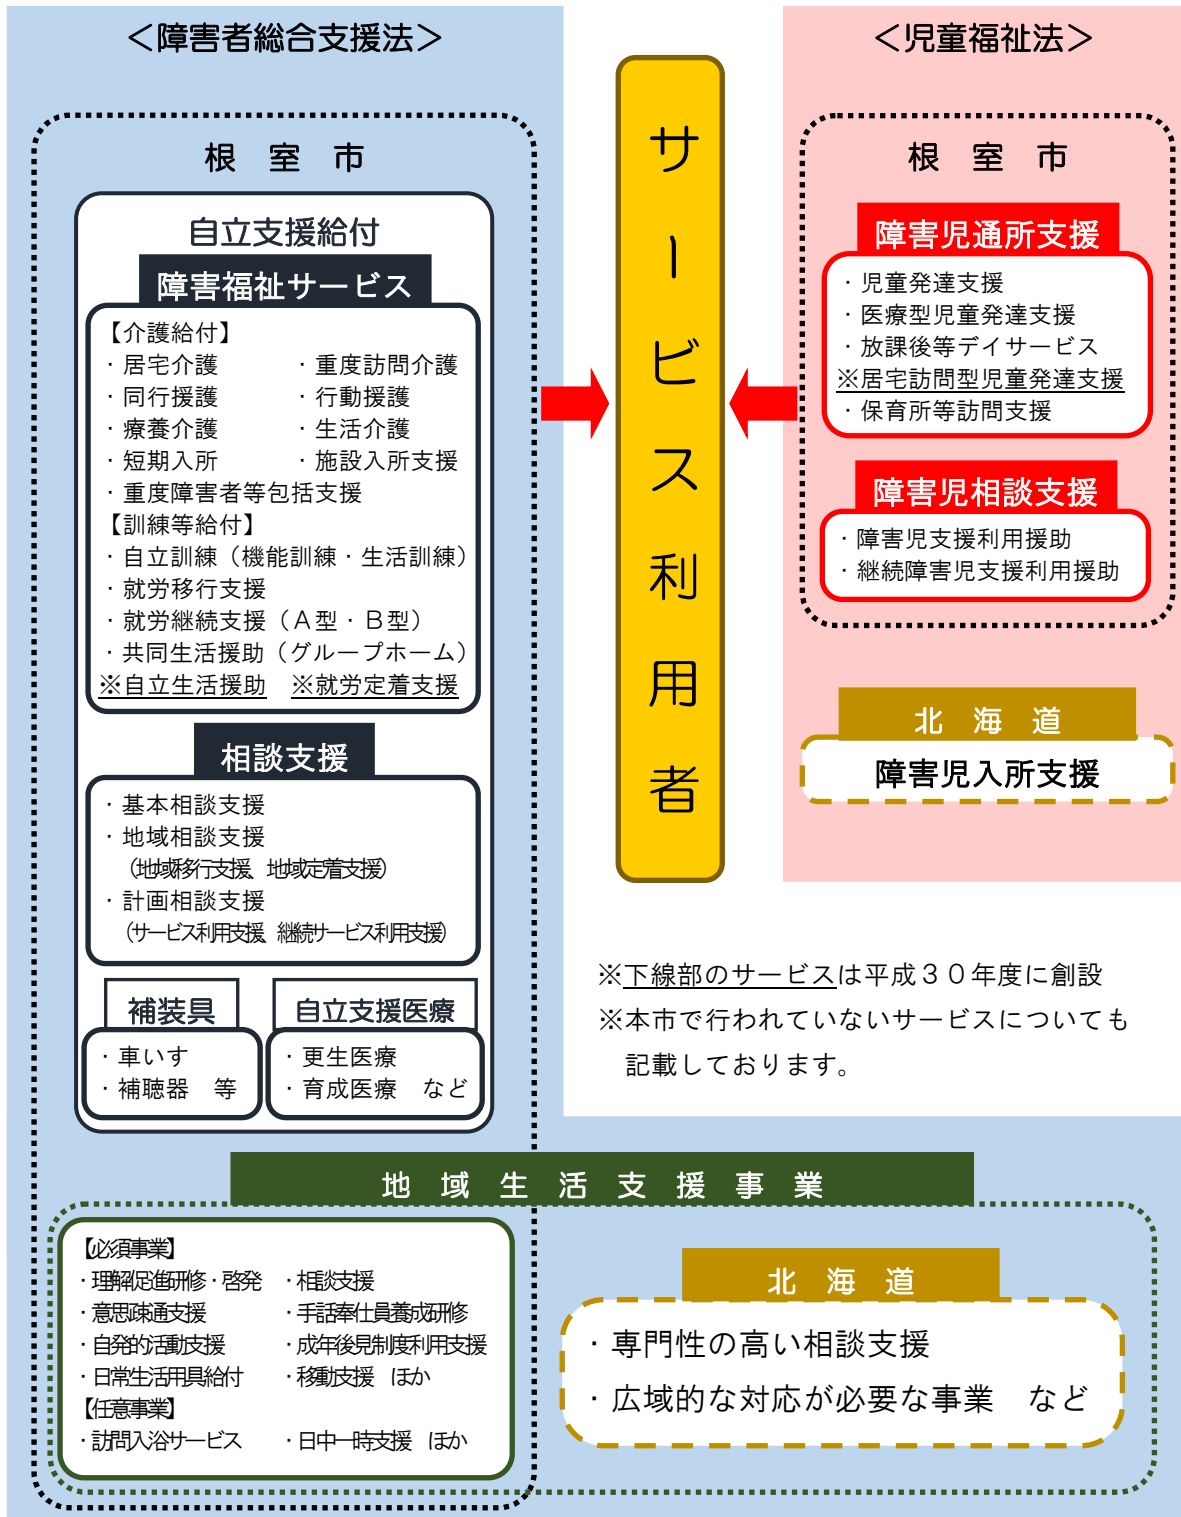 ＜障害者総合支援法＞
根　室　市
自立支援給付
障害福祉サービス
【介護給付】
・居宅介護　　　・重度訪問介護
・同行援護　　　・行動援護
・療養介護　　　・生活介護
・短期入所　　　・施設入所支援
・重度障害者等包括支援
【訓練等給付】
・自立訓練（機能訓練・生活訓練）
・就労移行支援
・就労継続支援（Ａ型・Ｂ型）
・共同生活援助（グループホーム）
※自立生活援助　※就労定着支援
相談支援
・基本相談支援
・地域相談支援
（地域移行支援、地域定着支援）
・計画相談支援
（サービス利用支援、継続サービス利用支援）
補装具
・車いす
・補聴器　等
自立支援医療
・更生医療
・育成医療　など
サービス利用者
＜児童福祉法＞
根　室　市
障害児通所支援
・児童発達支援
・医療型児童発達支援
・放課後等デイサービス
※居宅訪問型児童発達支援
・保育所等訪問支援
障害児相談支援
・障害児支援利用援助
・継続障害児支援利用援助
北　海　道
障害児入所支援
※下線部のサービスは平成３０年度に創設
※本市で行われていないサービスについても
記載しております。
地　域　生　活　支　援　事　業
【必須事業】
・理解促進研修・啓発　・相談支援
・意思疎通支援　　　・手話奉仕員養成研修
・自発的活動支援　　・成年後見制度利用支援
・日常生活用具給付　・移動支援　ほか
【任意事業】
・訪問入浴サービス　・日中一時支援　ほか
北　海　道
・専門性の高い相談支援
・広域的な対応が必要な事業　など